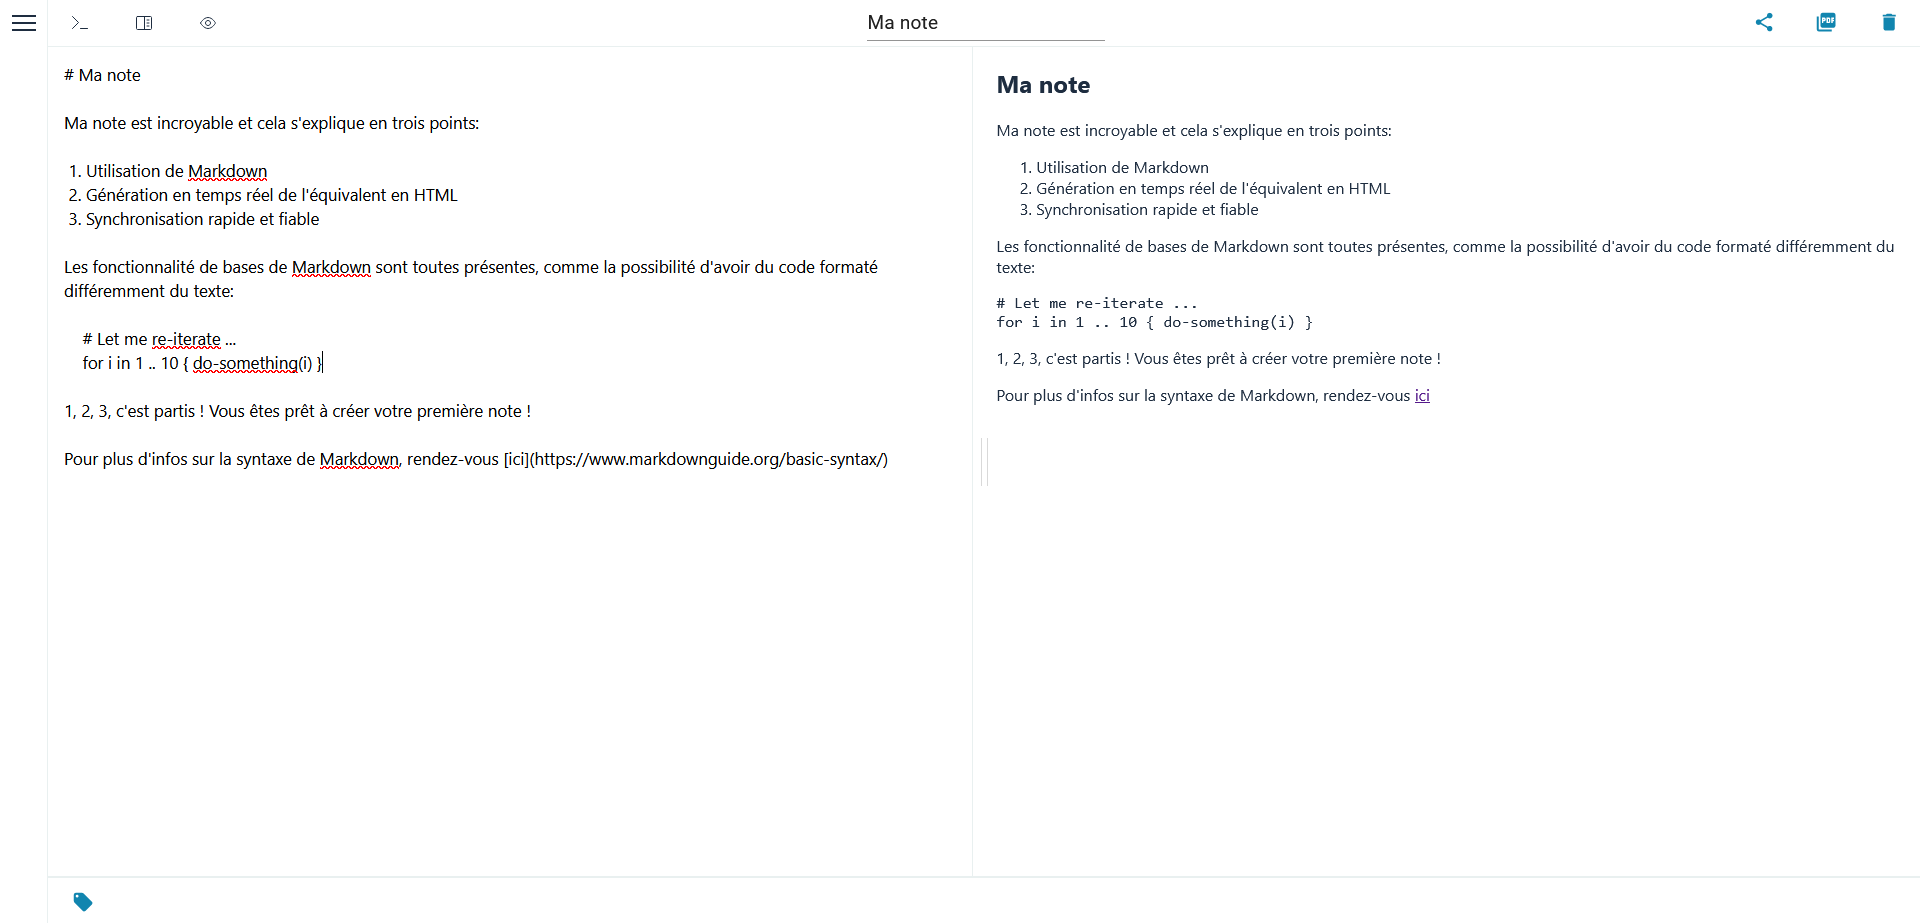 Ma note
PDF
# Ma note
Ma note est incroyable et cela s'explique en trois points:
1. Utilisation de Markdown
2. Génération en temps réel de l'équivalent en HTML
3. Synchronisation rapide et fiable
Les fonctionnalité de bases de Markdown sont toutes présentes, comme la possibilité d'avoir du code formaté
différemment du texte:
# Let me re-iterate ...
for i in 1 .. 10 { do-something(i) }
1, 2, 3, c'est partis ! Vous êtes prêt à créer votre première note !
Pour plus d'infos sur la syntaxe de Markdown, rendez-vous [ici](https://www.markdownguide.org/basic-syntax/)
Ma note
Ma note est incroyable et cela s'explique en trois points:
1. Utilisation de Markdown
2. Génération en temps réel de l'équivalent en HTML
3. Synchronisation rapide et fiable
Les fonctionnalité de bases de Markdown sont toutes présentes, comme la possibilité d'avoir du code formaté différemment du
texte:
# Let me re-iterate ...
for i in 1 .. 10 { do-something(i) }
1, 2, 3, c'est partis ! Vous êtes prêt à créer votre première note !
Pour plus d'infos sur la syntaxe de Markdown, rendez-vous ici